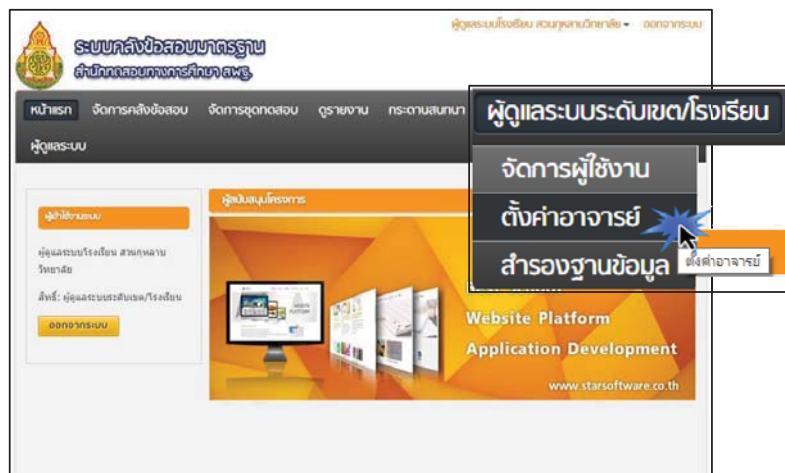 ผู้ดูแลระบบโรงเรียน สวนกุหลาบวิทยาลัย ออกจากระบบ
ระบบคลังข้อสอบมาตรฐาน
สำนักทดสอบทางการศึกษา สพฐ.
หน้าแรก จัดการคลังข้อสอบ จัดการชุดทดสอบ ดูรายงาน กระดานสนทนา
ผู้ดูแลระบบ
ผู้ดูแลระบบระดับเขต/โรงเรียน
จัดการผู้ใช้งาน
ตั้งค่าอาจารย์
สำรองฐานข้อมูล
ตั้งค่าอาจารย์
ผู้เข้าใช้งานระบบ
ผู้ดูแลระบบโรงเรียน สวนกุหลาบ
วิทยาลัย
สิทธิ์: ผู้ดูแลระบบระดับเขต/โรงเรียน
ออกจากระบบ
ผู้สนับสนุนโครงการ
Website Platform
Application Development
www.starsoftware.co.th